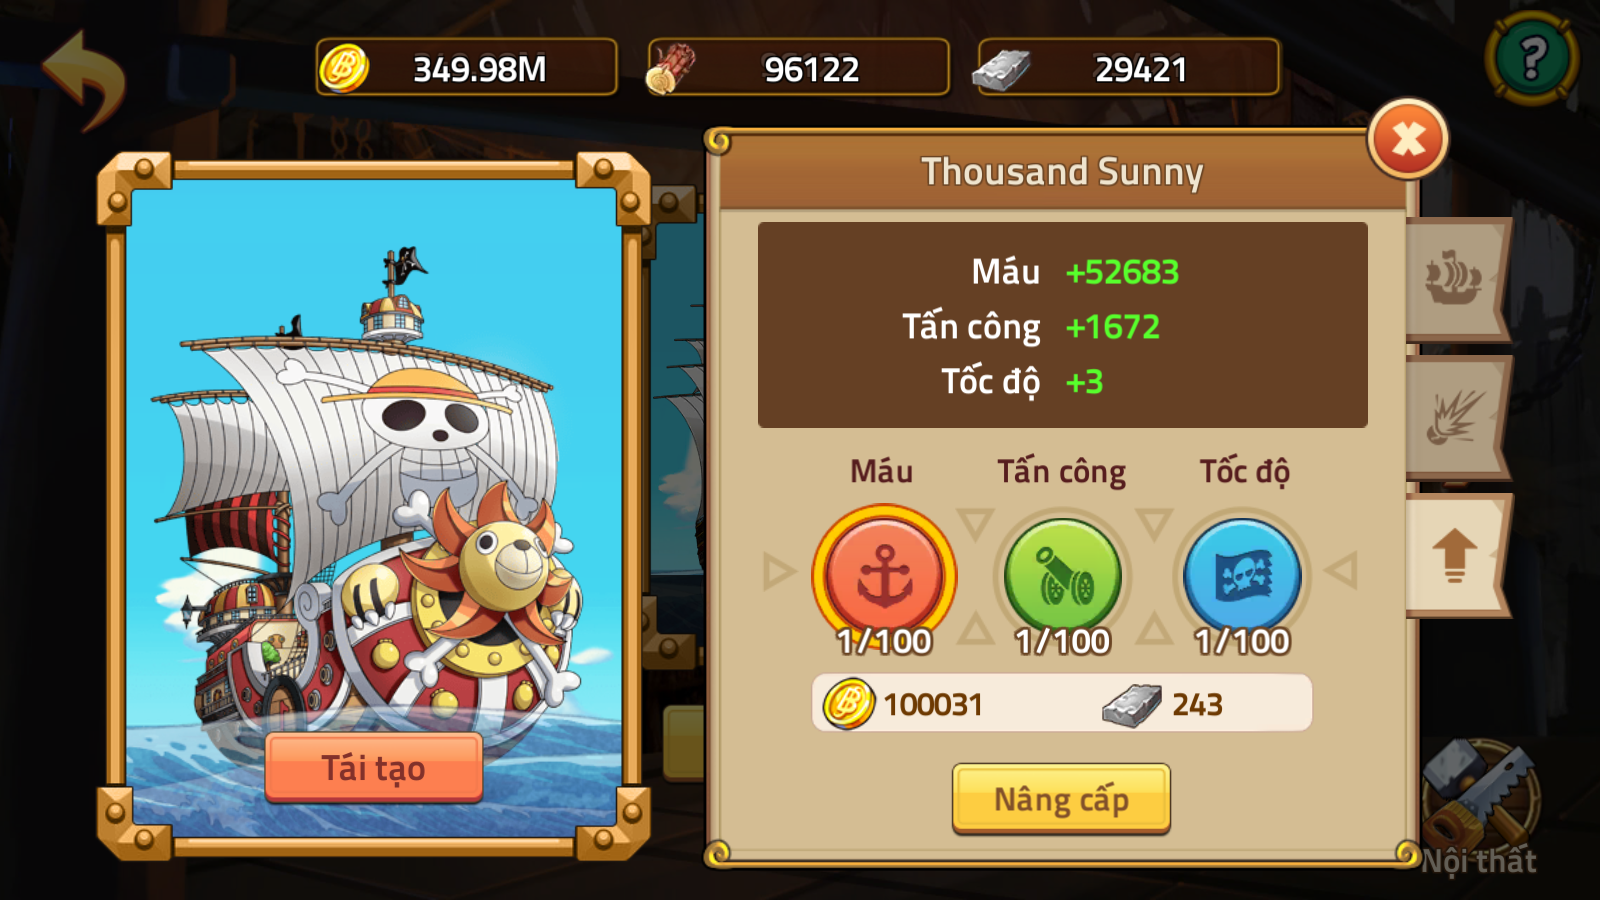 349.98M
96122
29421
?
Thousand Sunny
Máu +52683
Tấn công +1672
Tốc độ +3
Máu Tấn công Tốc độ
1/100 1/100 1/100
100031 243
Tái tạo
Nâng cấp
Nội thất